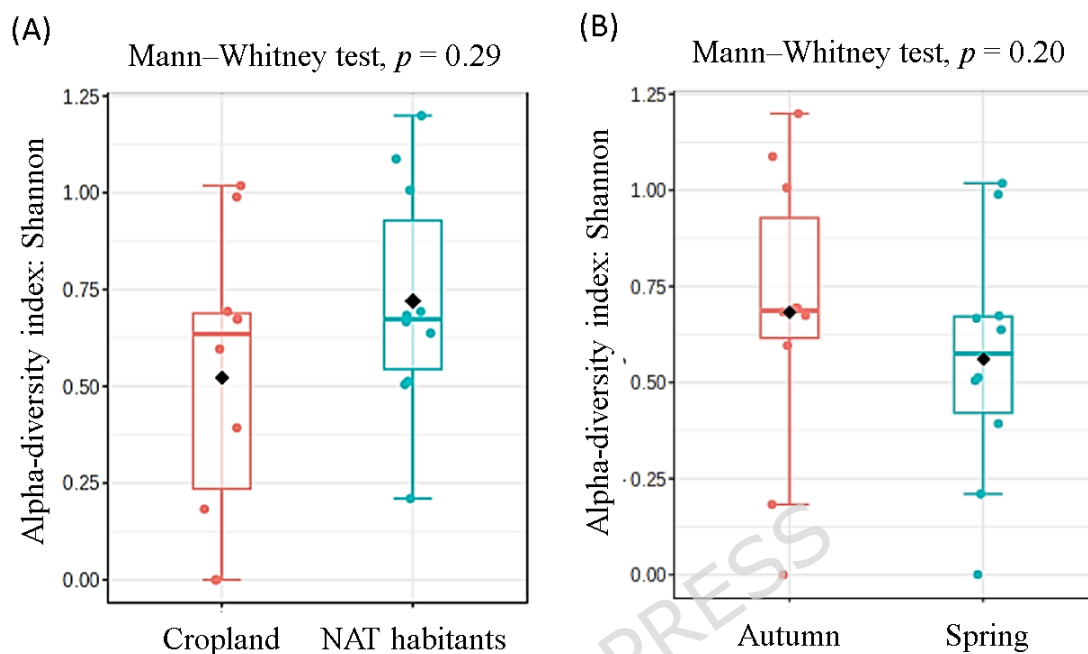 (A)
Mann–Whitney test, p = 0.29
Alpha-diversity index: Shannon
1.25
1.00
0.75
0.50
0.25
0.00
Cropland NAT habitants
(B)
Mann–Whitney test, p = 0.20
Alpha-diversity index: Shannon
1.25
1.00
0.75
0.50
0.25
0.00
Autumn Spring
PRESS